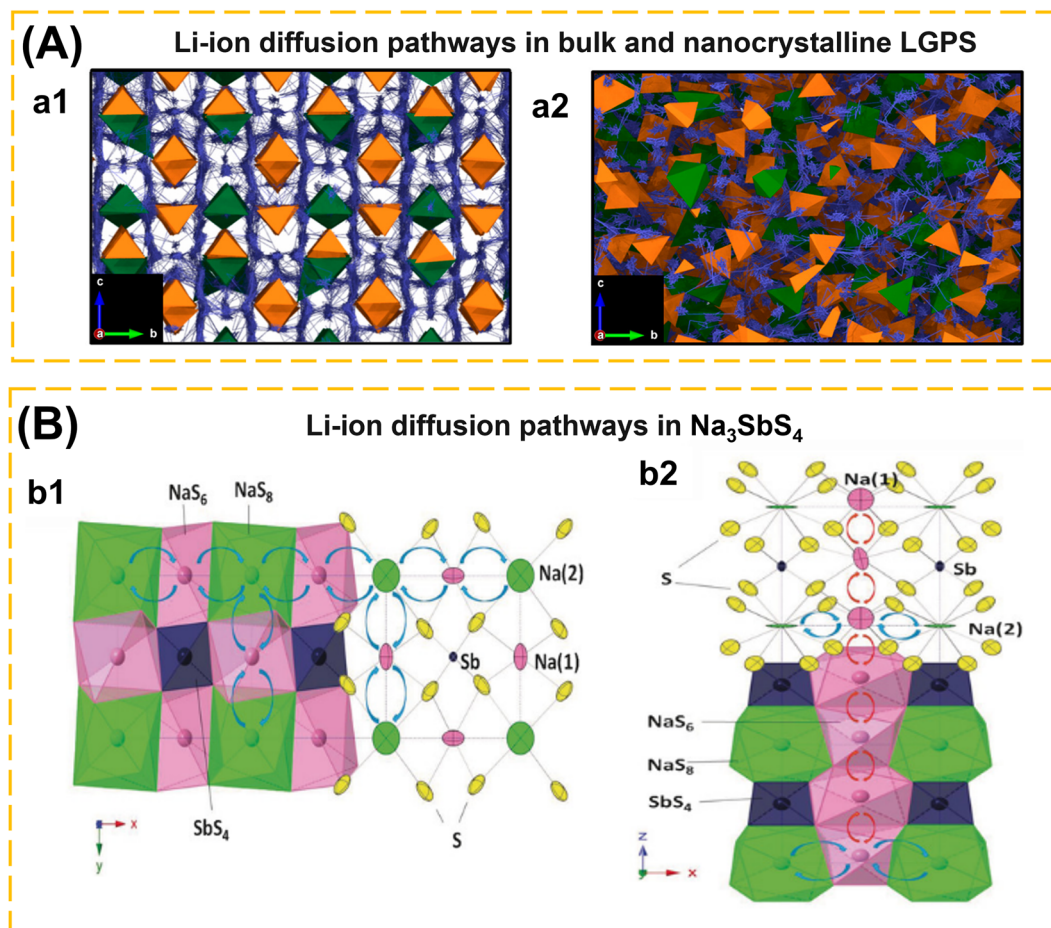 (A)
Li-ion diffusion pathways in bulk and nanocrystalline LGPS
a1
a2
c
a
b
c
a
b
(B)
Li-ion diffusion pathways in Na₃SbS₄
b1
NaS₆
NaS₈
Na(2)
Sb
Na(1)
SbS₄
S
x
y
b2
Na(1)
S
Sb
Na(2)
NaS₆
NaS₈
SbS₄
z
y
x